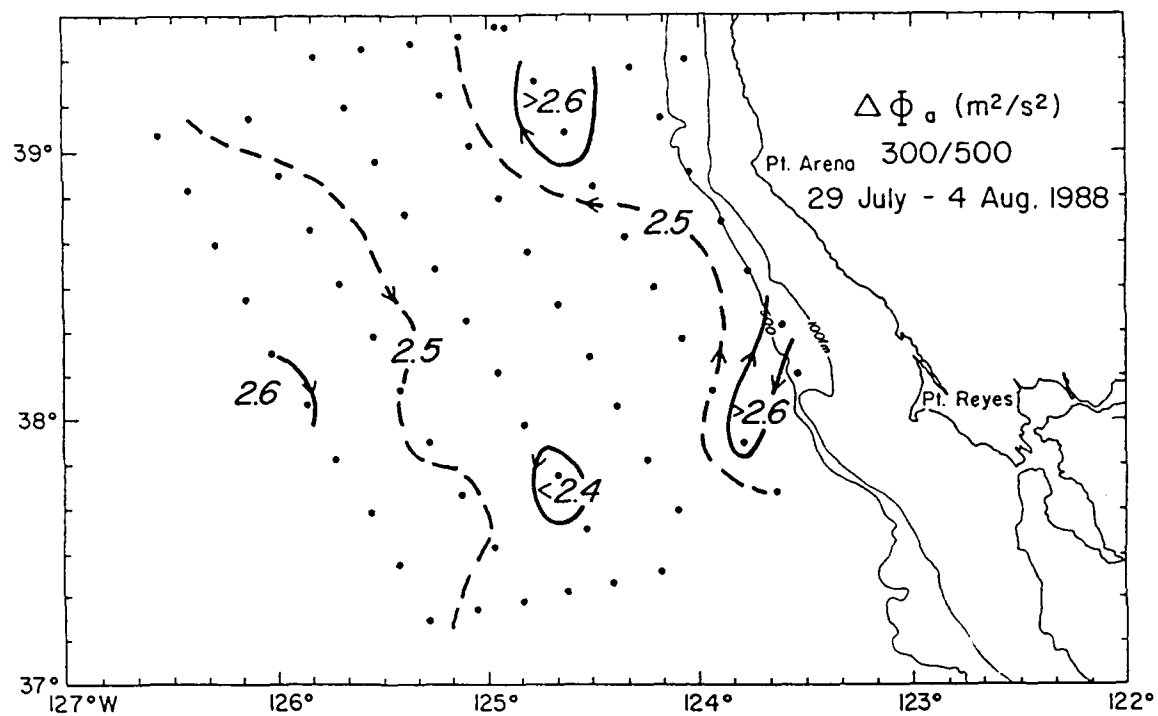 ΔΦa (m²/s²)
>2.6
39°
Pt. Arena
300/500
29 July - 4 Aug. 1988
2.5
500
100m
2.5
2.6
>2.6
Pt. Reyes
38°
<2.4
37°
127°W
126°
125°
124°
123°
122°